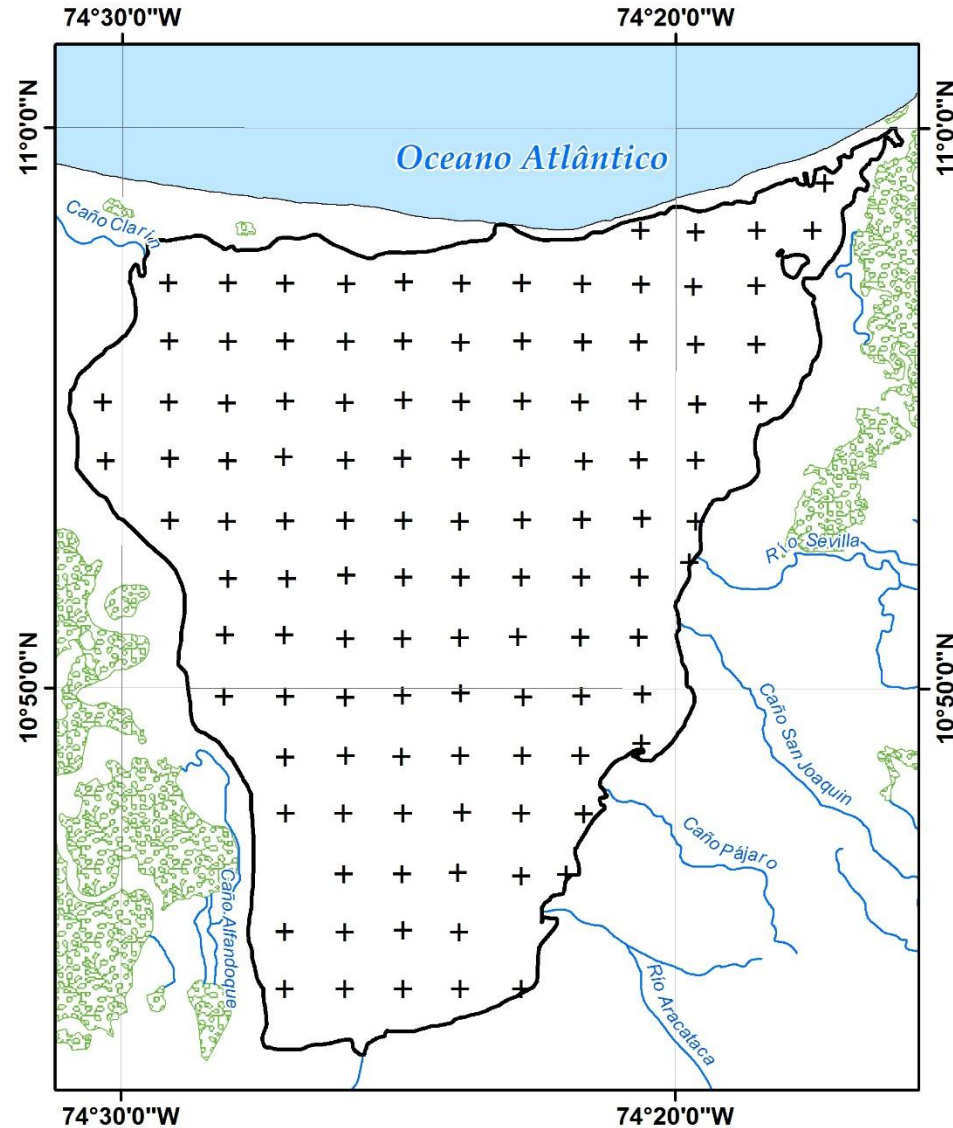 74°30'0"W
74°20'0"W
11°0'0"N
11°0'0"N
Oceano Atlântico
Caño Clarín
Río Sevilla
10°50'0"N
10°50'0"N
Caño San Joaquin
Caño Pájaro
Caño.Alfandoque
Río Aracataca
74°30'0"W
74°20'0"W